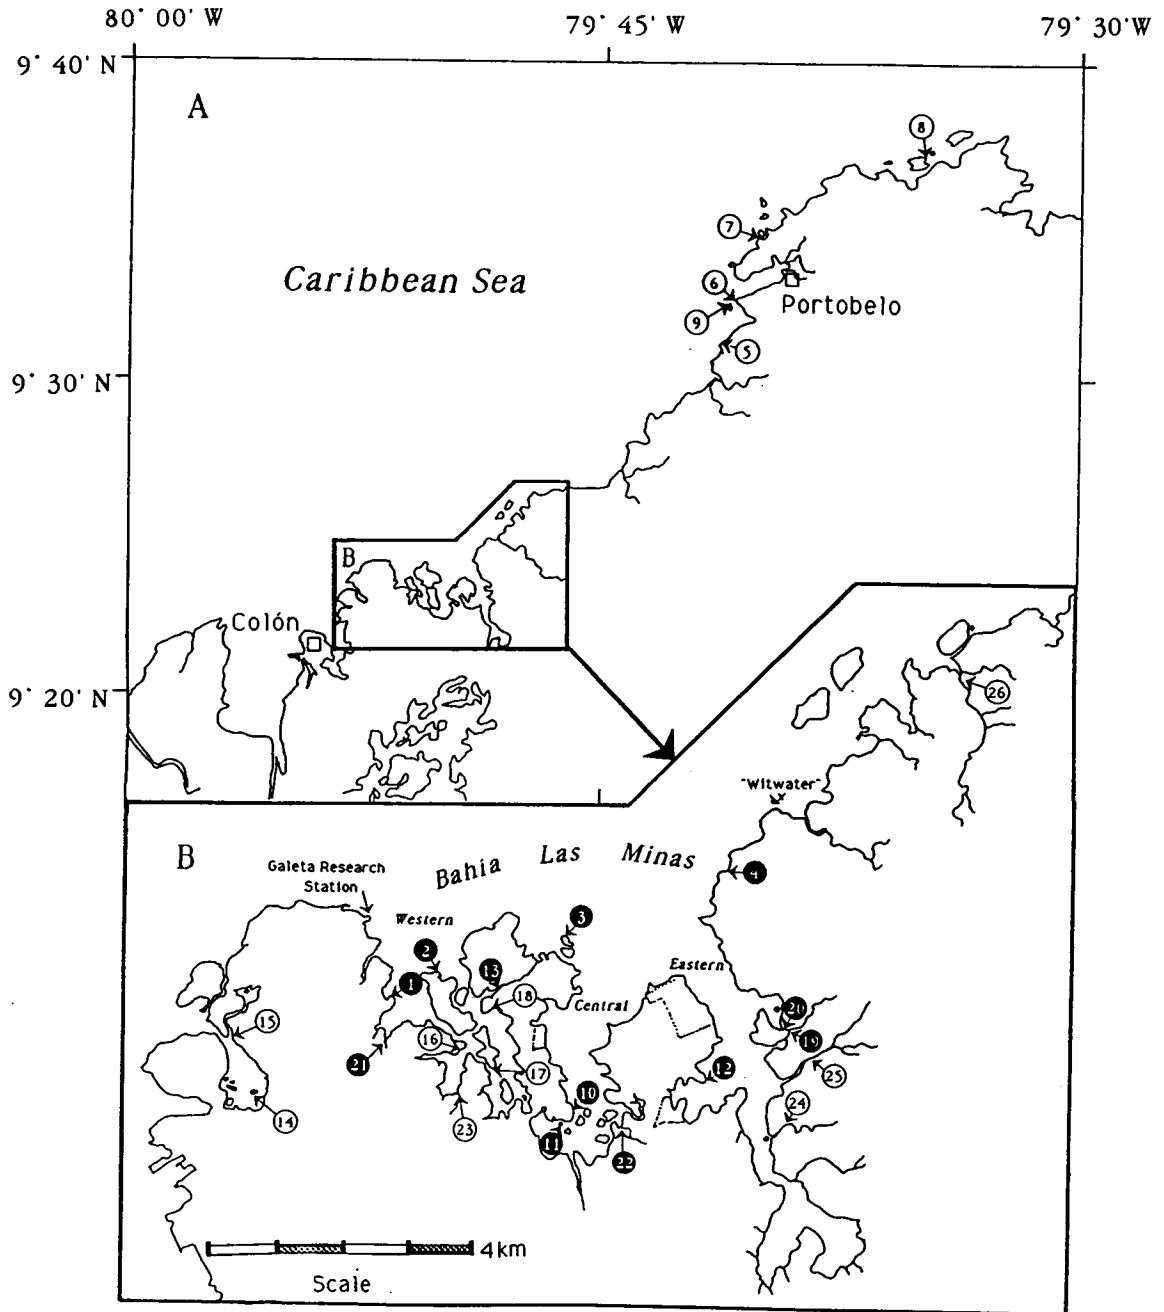 80° 00' W
79° 45' W
79° 30' W
9° 40' N
A
8
7
Caribbean Sea
6
Portobelo
9
5
9° 30' N
B
Colón
9° 20' N
26
"Witwater"
B
Bahia Las Minas
Galeta Research
Station
4
3
Western
2
13
Eastern
1
18
Central
20
15
16
19
21
17
12
25
10
14
23
24
11
22
4 km
Scale